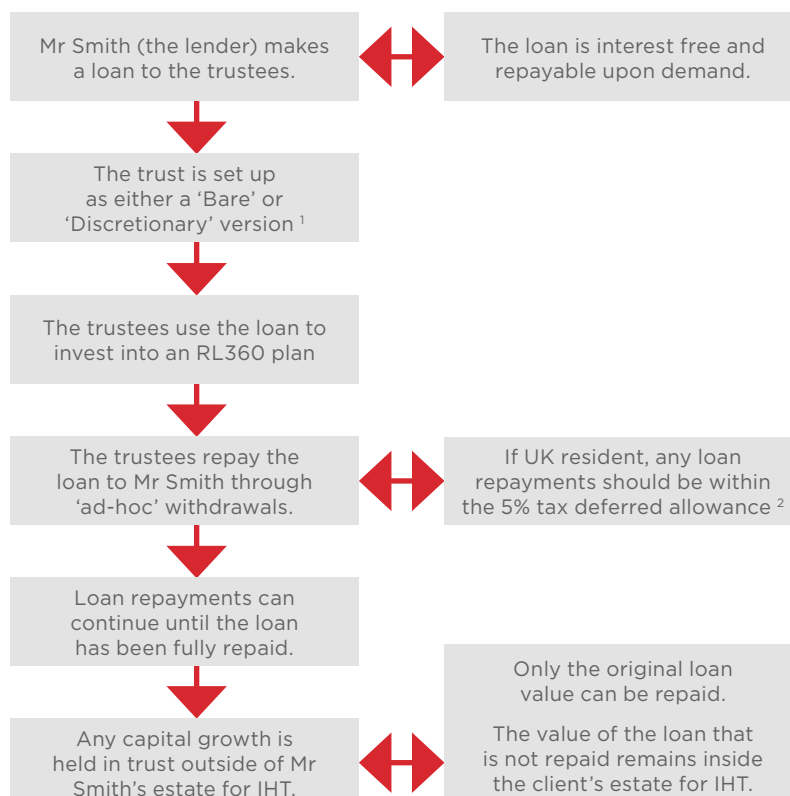 Mr Smith (the lender) makes
a loan to the trustees.
The loan is interest free and
repayable upon demand.
The trust is set up
as either a ‘Bare’ or
‘Discretionary’ version ¹
The trustees use the loan to
invest into an RL360 plan
The trustees repay the
loan to Mr Smith through
‘ad-hoc’ withdrawals.
If UK resident, any loan
repayments should be within
the 5% tax deferred allowance ²
Loan repayments can
continue until the loan
has been fully repaid.
Any capital growth is
held in trust outside of Mr
Smith’s estate for IHT.
Only the original loan
value can be repaid.
The value of the loan that
is not repaid remains inside
the client’s estate for IHT.